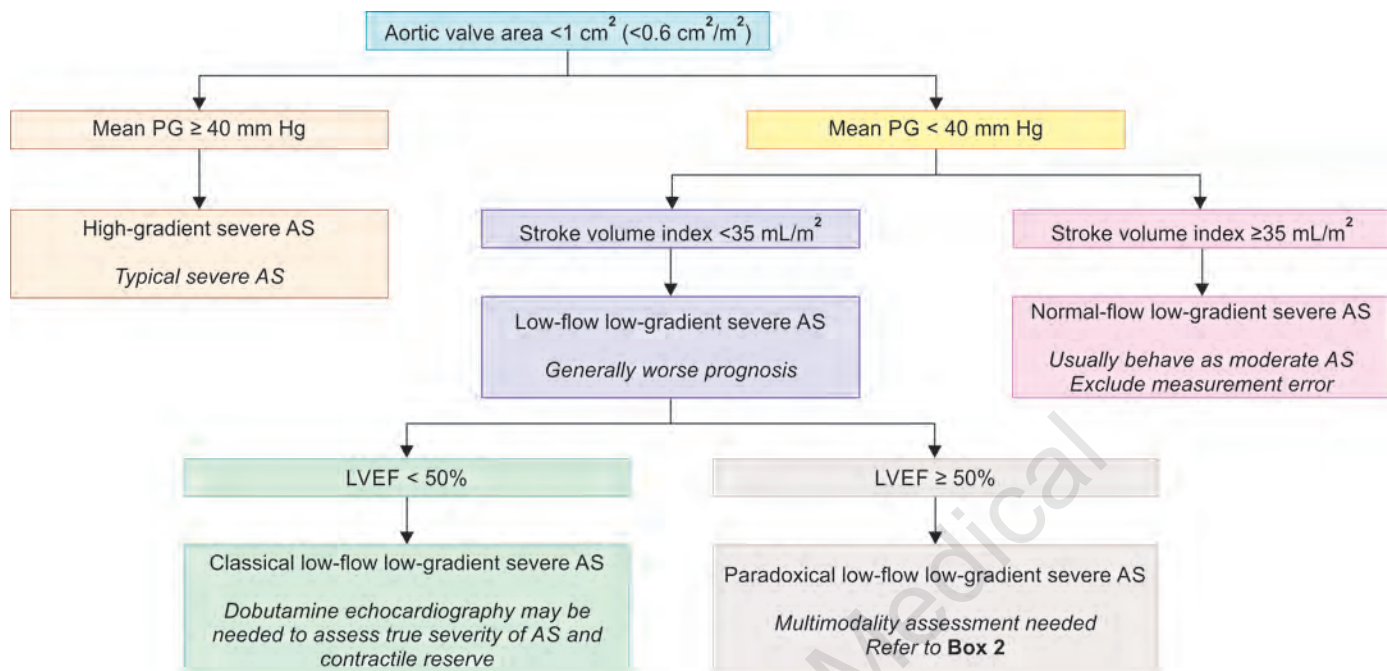 Aortic valve area <1 cm² (<0.6 cm²/m²)
Mean PG ≥ 40 mm Hg
Mean PG < 40 mm Hg
High-gradient severe AS
Typical severe AS
Stroke volume index <35 mL/m²
Stroke volume index ≥35 mL/m²
Low-flow low-gradient severe AS
Generally worse prognosis
Normal-flow low-gradient severe AS
Usually behave as moderate AS
Exclude measurement error
LVEF < 50%
LVEF ≥ 50%
Classical low-flow low-gradient severe AS
Dobutamine echocardiography may be
needed to assess true severity of AS and
contractile reserve
Paradoxical low-flow low-gradient severe AS
Multimodality assessment needed
Refer to Box 2
Medical